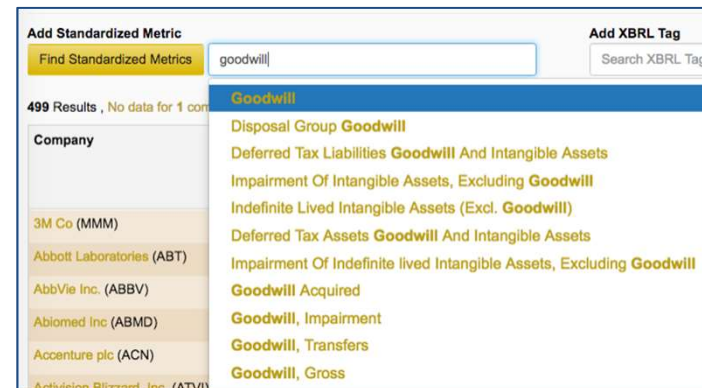 Add Standardized Metric
Add XBRL Tag
Find Standardized Metrics
goodwill
Search XBRL Tag
499 Results , No data for 1 com
Goodwill
Disposal Group Goodwill
Company
Deferred Tax Liabilities Goodwill And Intangible Assets
Impairment Of Intangible Assets, Excluding Goodwill
Indefinite Lived Intangible Assets (Excl. Goodwill)
3M Co (MMM)
Deferred Tax Assets Goodwill And Intangible Assets
Abbott Laboratories (ABT)
Impairment Of Indefinite lived Intangible Assets, Excluding Goodwill
AbbVie Inc. (ABBV)
Goodwill Acquired
Abiomed Inc (ABMD)
Goodwill, Impairment
Accenture plc (ACN)
Goodwill, Transfers
Goodwill, Gross
Activision Blizzard, Inc. (ATVI)